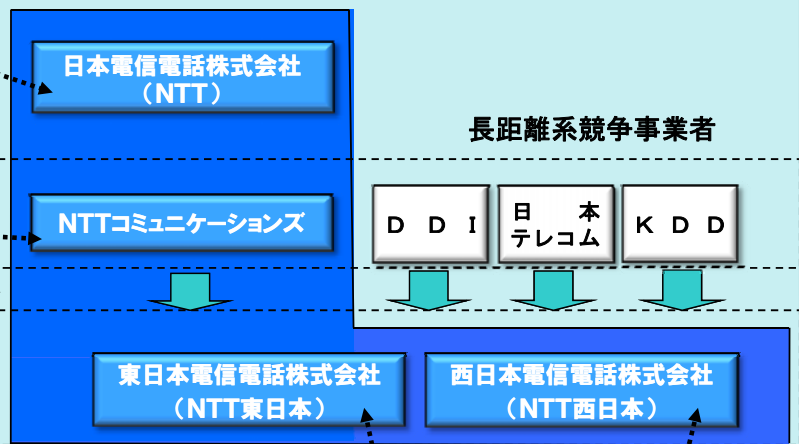 日本電信電話株式会社
(NTT)
長距離系競争事業者
NTTコミュニケーションズ
DDI
日本
テレコム
KDD
東日本電信電話株式会社
(NTT東日本)
西日本電信電話株式会社
(NTT西日本)